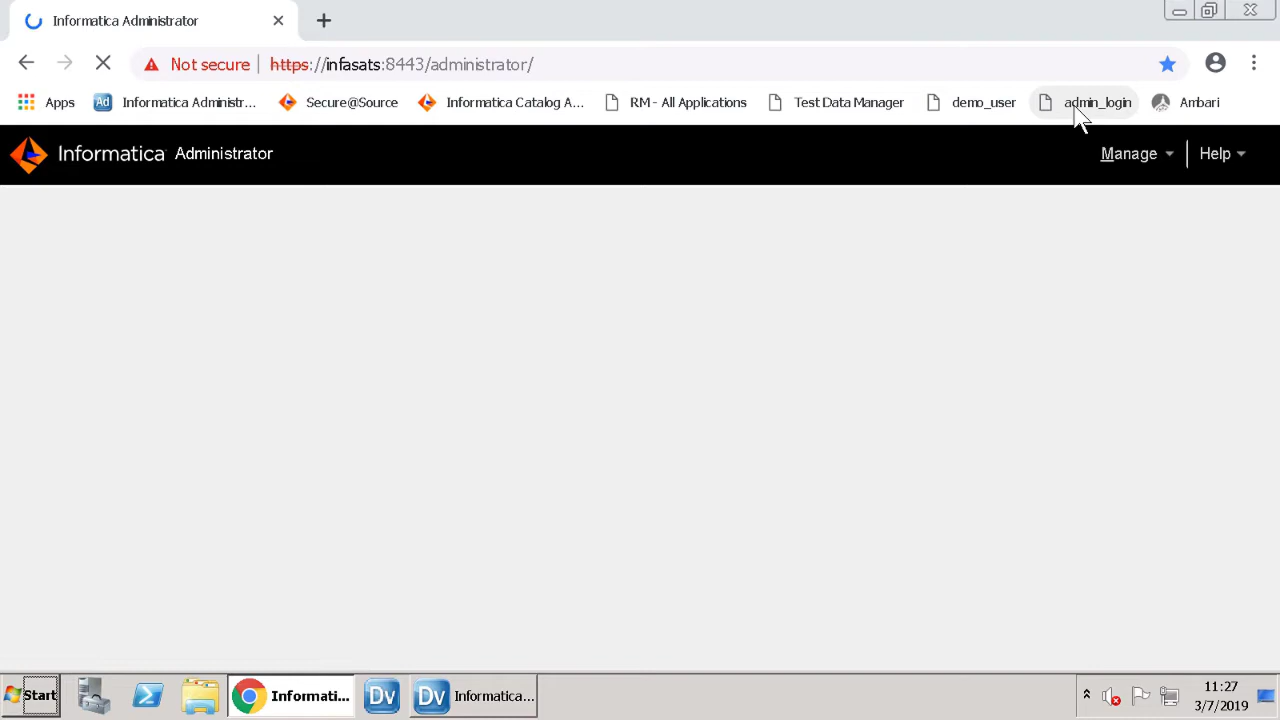 Informatica Administrator
Not secure | https://infasats:8443/administrator/
Apps Informatica Administr... Secure@Source Informatica Catalog A... RM - All Applications Test Data Manager demo_user admin_login Ambari
Informatica Administrator Manage Help
Start Informati... Dv Dv Informatica... 11:27
3/7/2019